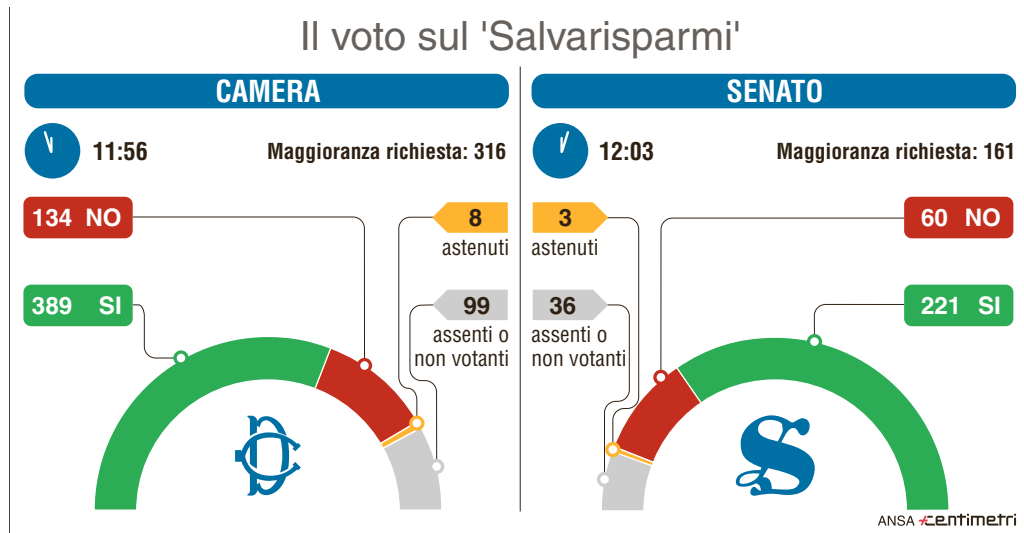 Il voto sul 'Salvarisparmi'
CAMERA
11:56
Maggioranza richiesta: 316
134 NO
8
astenuti
389 SI
99
assenti o
non votanti
SENATO
12:03
Maggioranza richiesta: 161
3
astenuti
60 NO
36
assenti o
non votanti
221 SI
ANSA centimetri